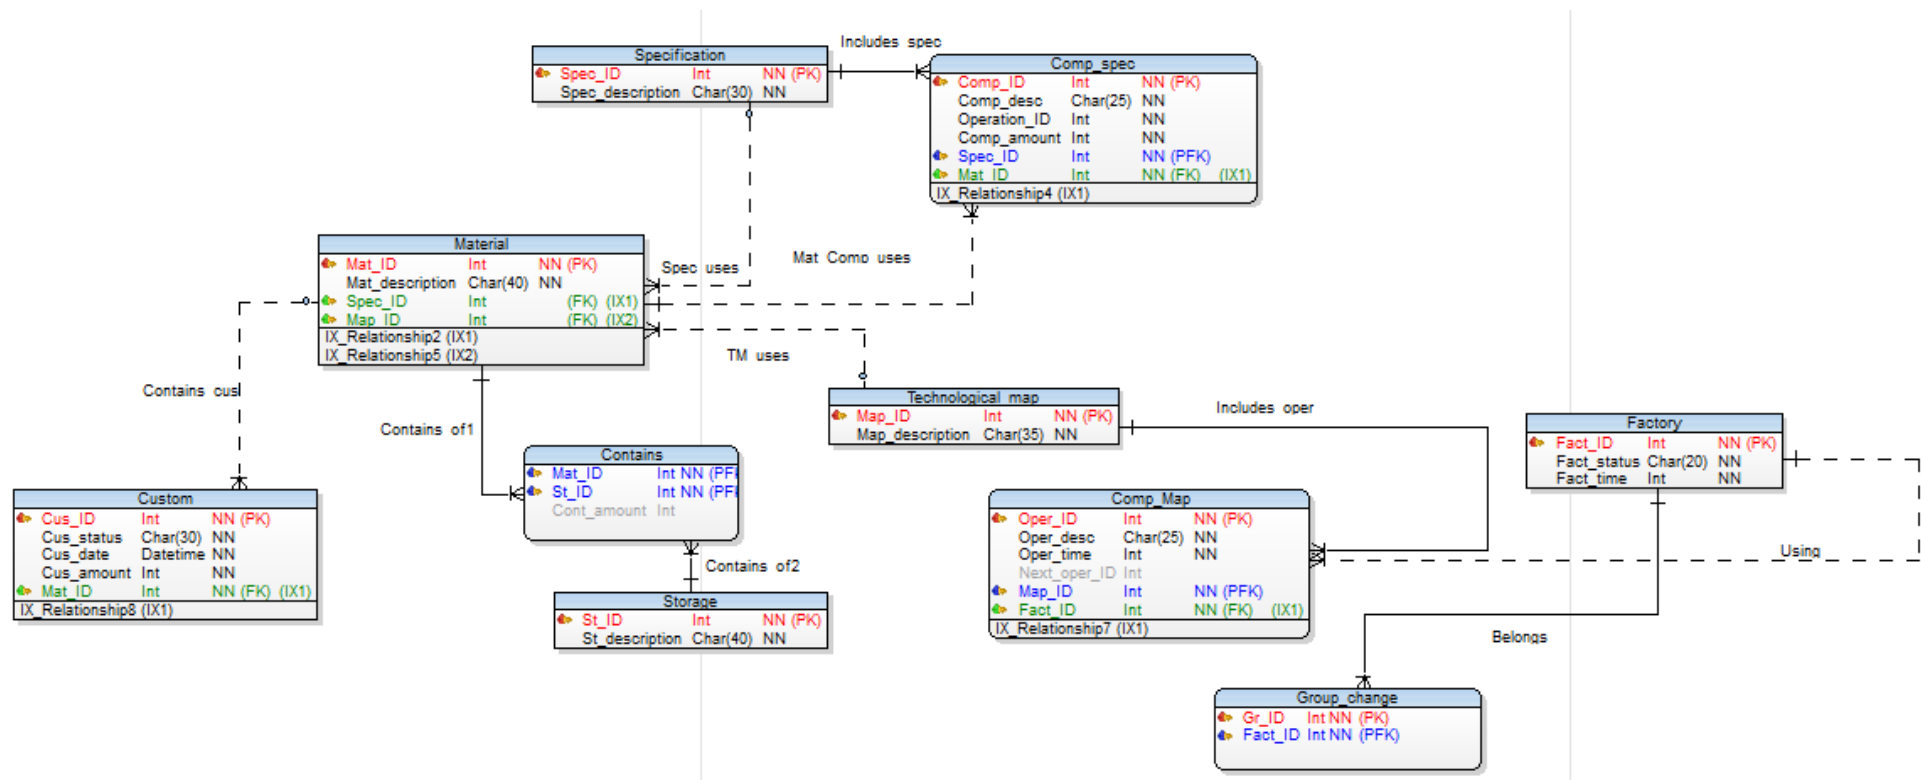 Includes spec
Specification
Spec_ID Int NN (PK)
Spec_description Char(30) NN
Comp_spec
Comp_ID Int NN (PK)
Comp_desc Char(25) NN
Operation_ID Int NN
Comp_amount Int NN
Spec_ID Int NN (PFK)
Mat_ID Int NN (FK) (IX1)
IX_Relationship4 (IX1)
Material
Mat_ID Int NN (PK)
Mat_description Char(40) NN
Spec_ID Int (FK) (IX1)
Map_ID Int (FK) (IX2)
IX_Relationship2 (IX1)
IX_Relationship5 (IX2)
Spec uses
Mat Comp uses
TM uses
Contains cus
Contains of1
Technological map
Map_ID Int NN (PK)
Map_description Char(35) NN
Includes oper
Factory
Fact_ID Int NN (PK)
Fact_status Char(20) NN
Fact_time Int NN
Contains
Mat_ID Int NN (PFK
St_ID Int NN (PFK
Cont_amount Int
Custom
Cus_ID Int NN (PK)
Cus_status Char(30) NN
Cus_date Datetime NN
Cus_amount Int NN
Mat_ID Int NN (FK) (IX1)
IX_Relationship8 (IX1)
Comp_Map
Oper_ID Int NN (PK)
Oper_desc Char(25) NN
Oper_time Int NN
Next_oper_ID Int
Map_ID Int NN (PFK)
Fact_ID Int NN (FK) (IX1)
IX_Relationship7 (IX1)
Using
Contains of2
Storage
St_ID Int NN (PK)
St_description Char(40) NN
Belongs
Group_change
Gr_ID Int NN (PK)
Fact_ID Int NN (PFK)